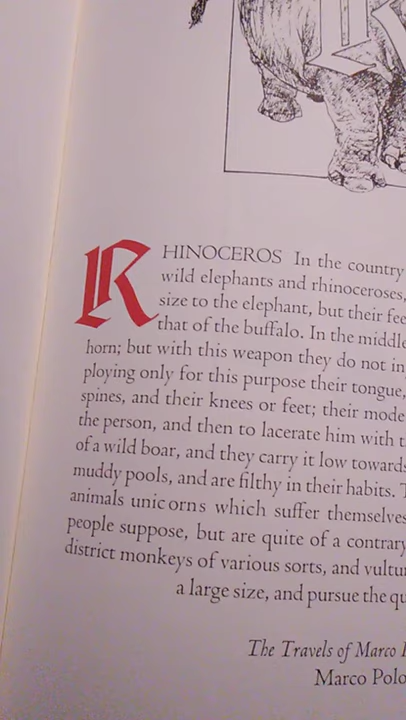 RHINOCEROS In the country
wild elephants and rhinoceroses,
size to the elephant, but their fee
that of the buffalo. In the middle
horn; but with this weapon they do not in
ploying only for this purpose their tongue,
spines, and their knees or feet; their mode
the person, and then to lacerate him with t
of a wild boar, and they carry it low towards
muddy pools, and are filthy in their habits. T
animals unicorns which suffer themselves
people suppose, but are quite of a contrary
district monkeys of various sorts, and vultur
a large size, and pursue the qu
The Travels of Marco P
Marco Polo